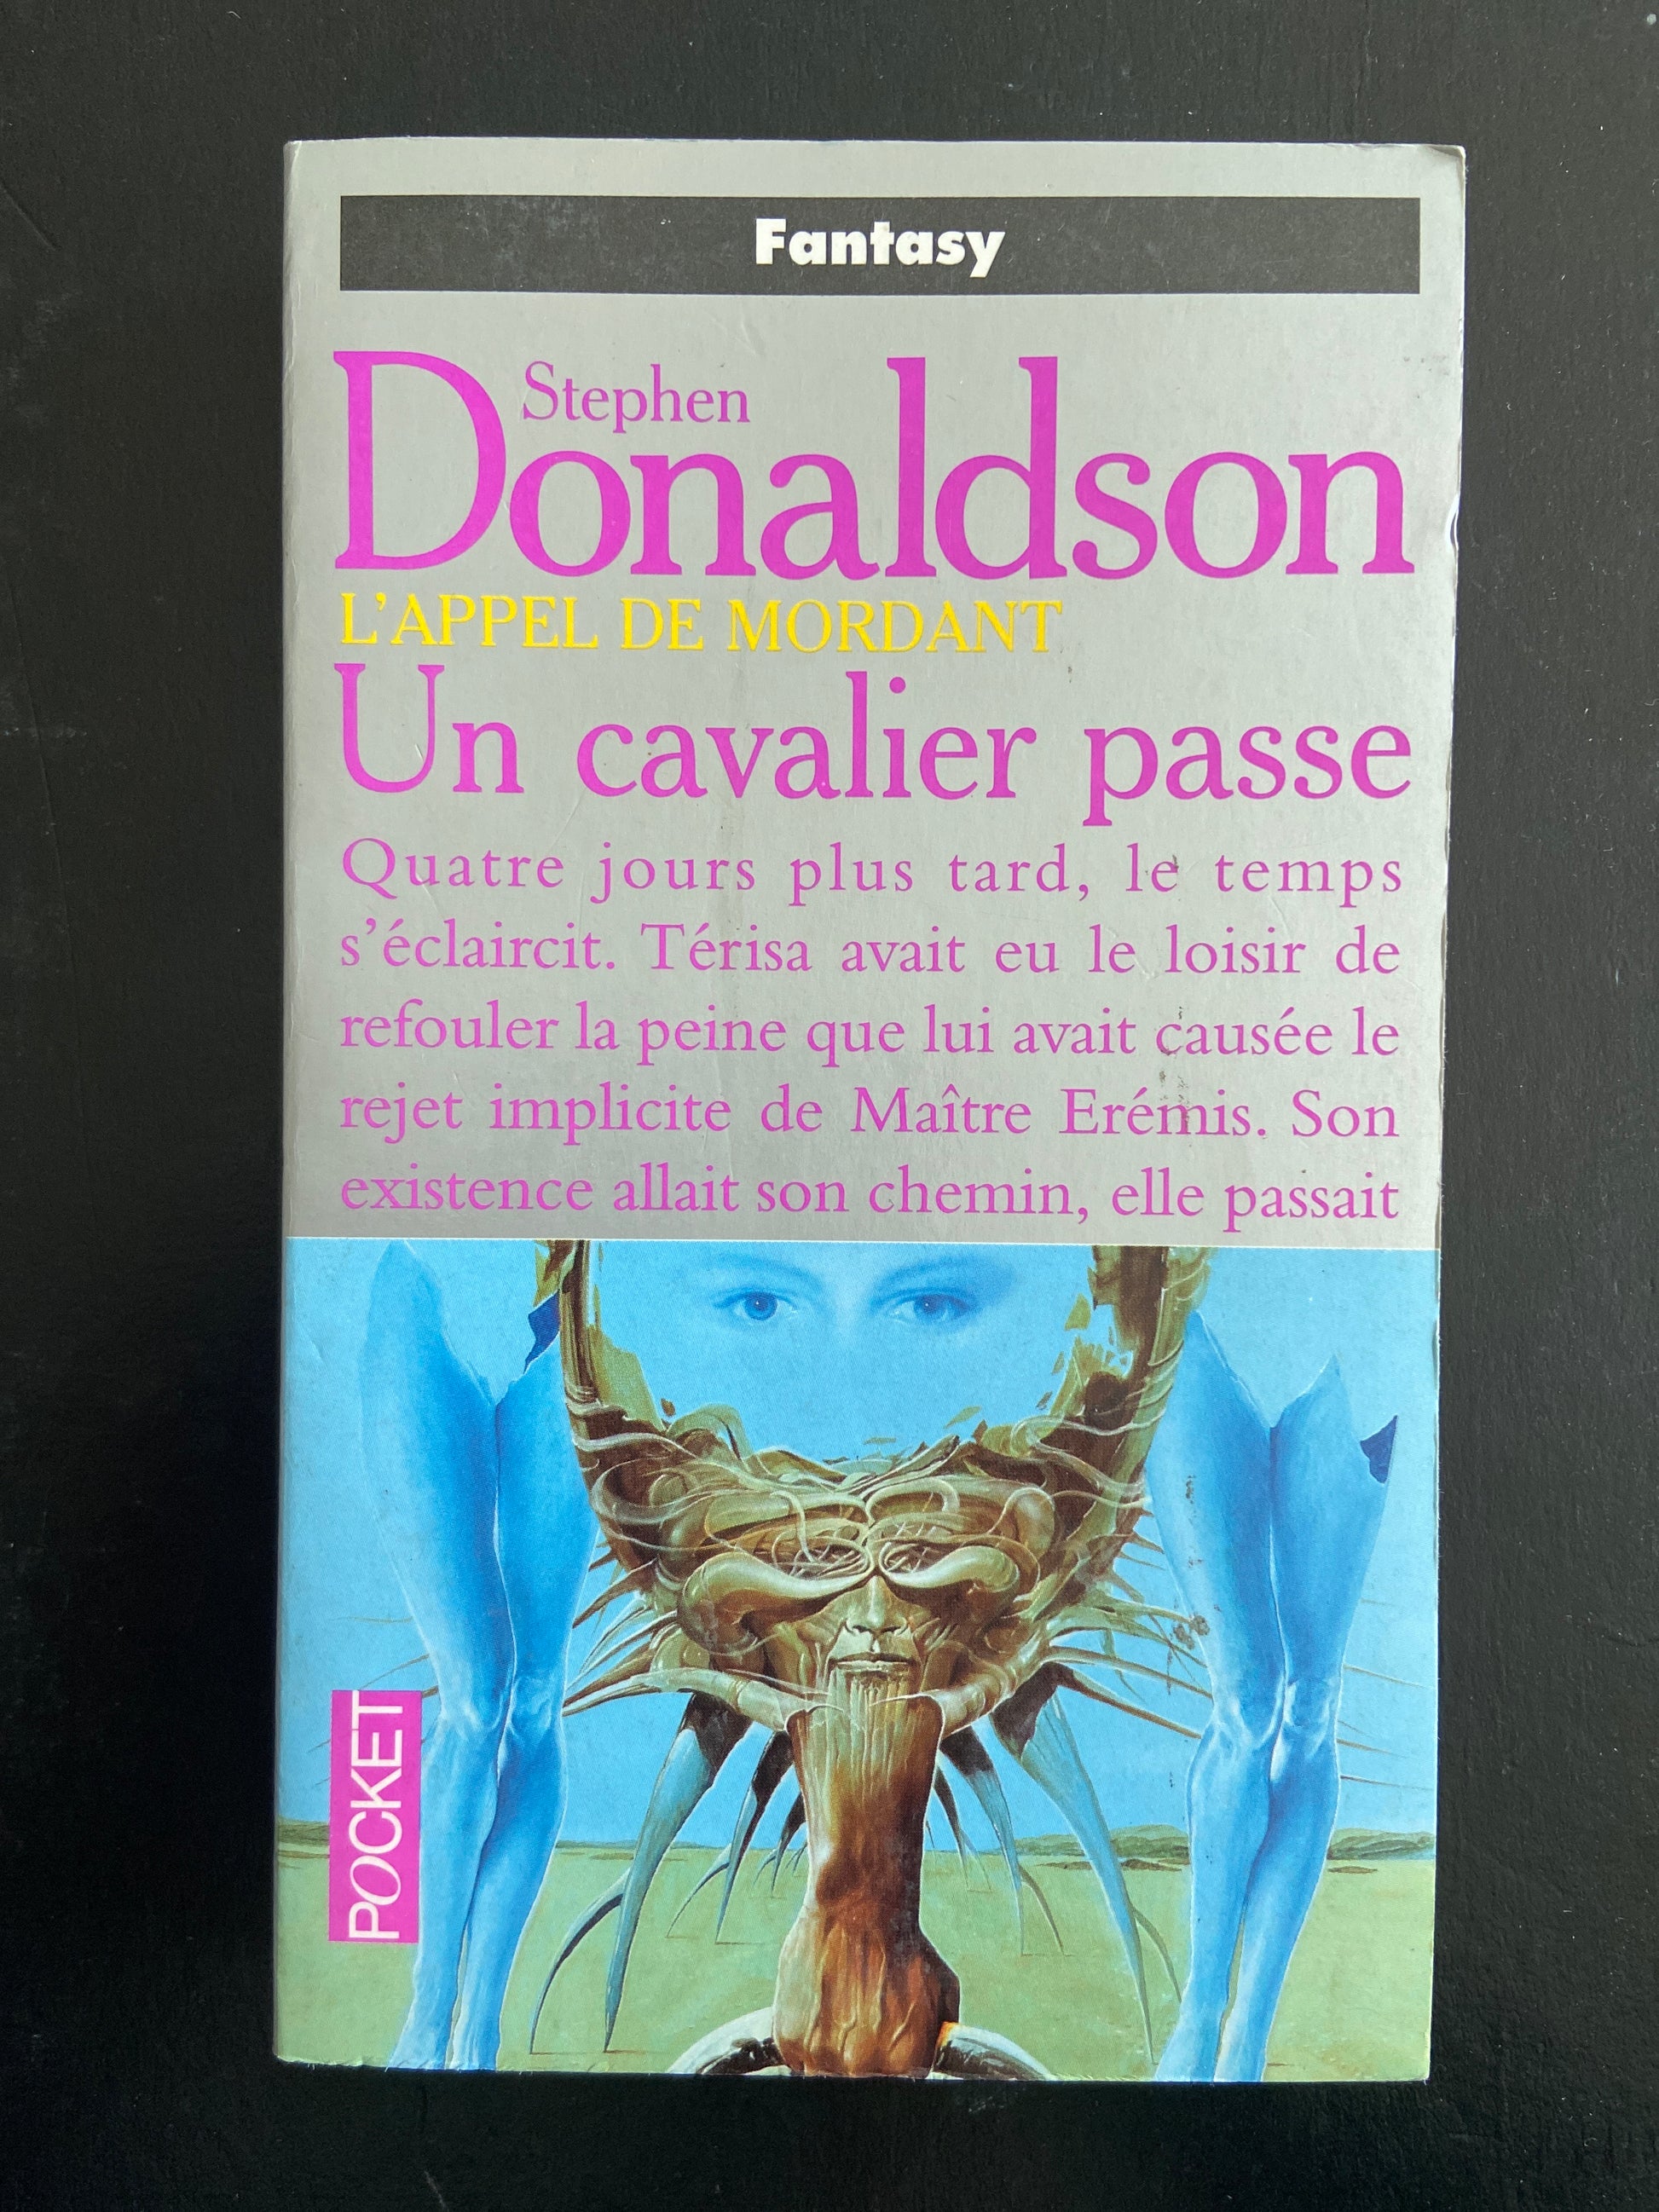 Fantasy
Stephen
Donaldson
L'APPEL DE MORDANT
Un cavalier passe
Quatre jours plus tard, le temps
s'éclaircit. Térisa avait eu le loisir de
refouler la peine que lui avait causée le
rejet implicite de Maître Erémis. Son
existence allait son chemin, elle passait
POCKET